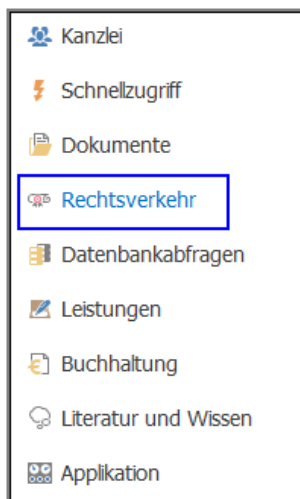 Kanzlei
Schnellzugriff
Dokumente
Rechtsverkehr
Datenbankabfragen
Leistungen
Buchhaltung
Literatur und Wissen
Applikation